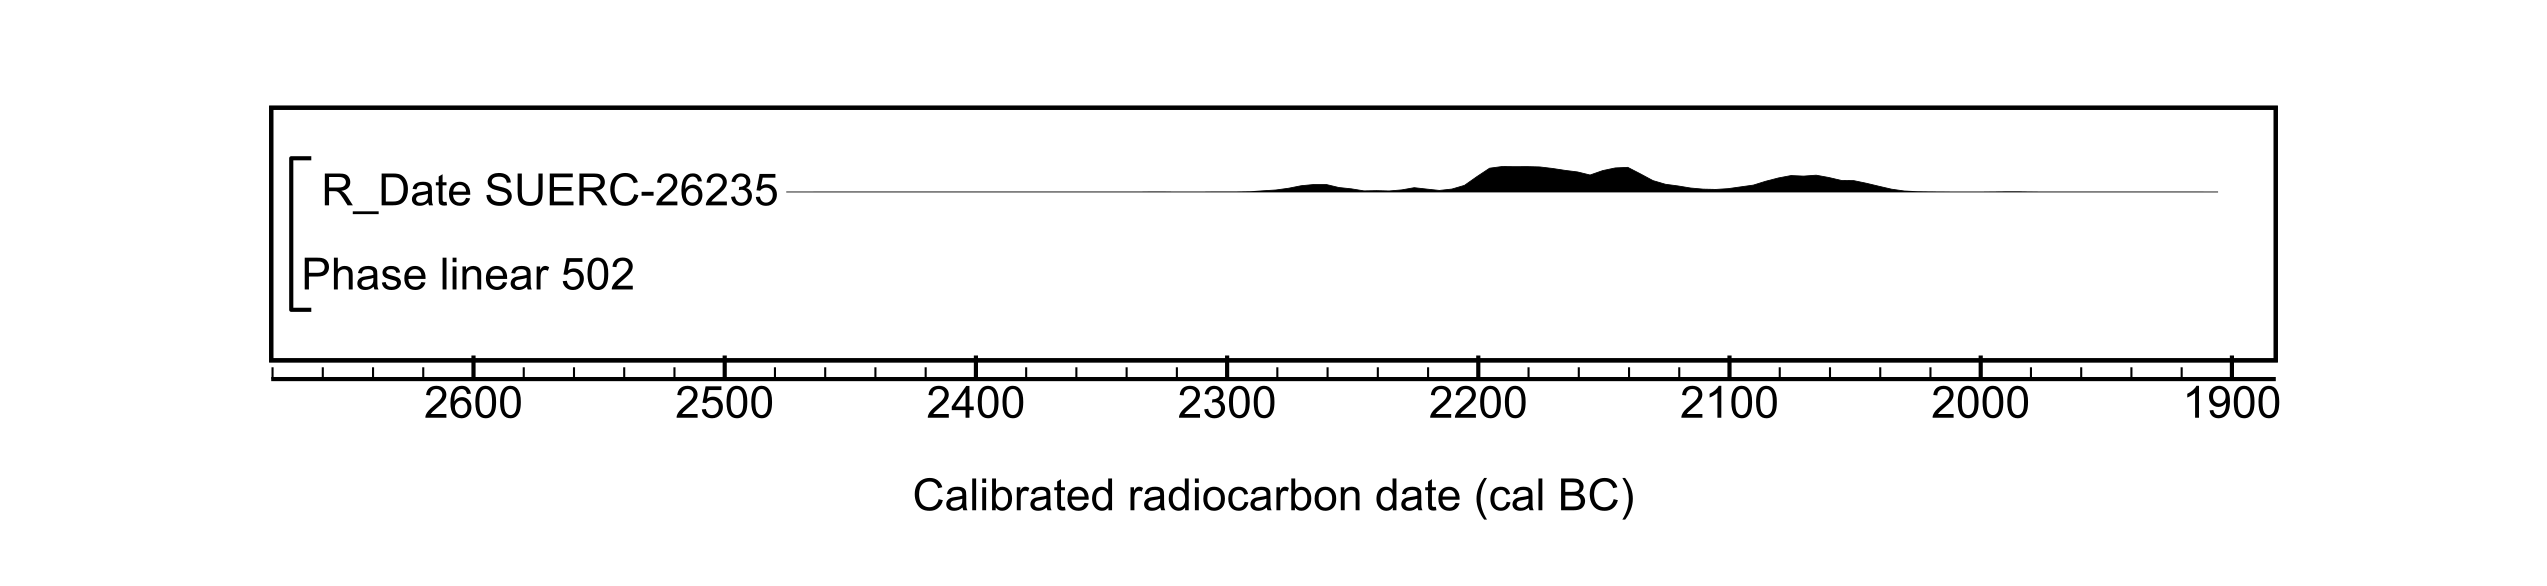 R_Date SUERC-26235
Phase linear 502
2600 2500 2400 2300 2200 2100 2000 1900
Calibrated radiocarbon date (cal BC)